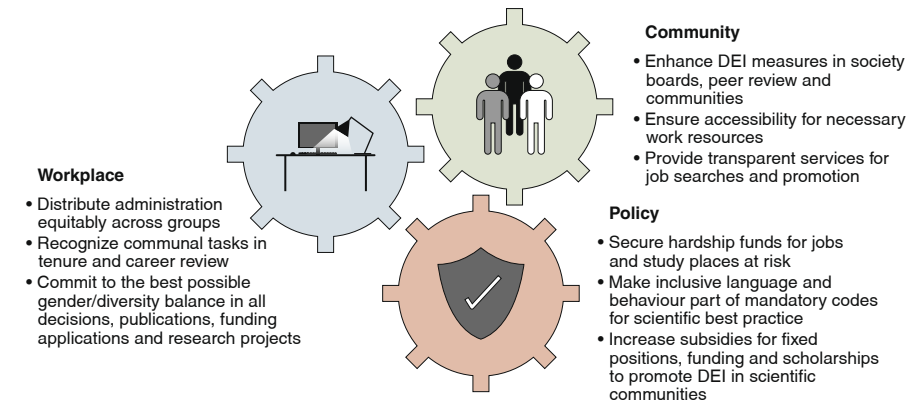 Workplace
• Distribute administration
equitably across groups
• Recognize communal tasks in
tenure and career review
• Commit to the best possible
gender/diversity balance in all
decisions, publications, funding
applications and research projects
Community
• Enhance DEI measures in society
boards, peer review and
communities
• Ensure accessibility for necessary
work resources
• Provide transparent services for
job searches and promotion
Policy
• Secure hardship funds for jobs
and study places at risk
• Make inclusive language and
behaviour part of mandatory codes
for scientific best practice
• Increase subsidies for fixed
positions, funding and scholarships
to promote DEI in scientific
communities